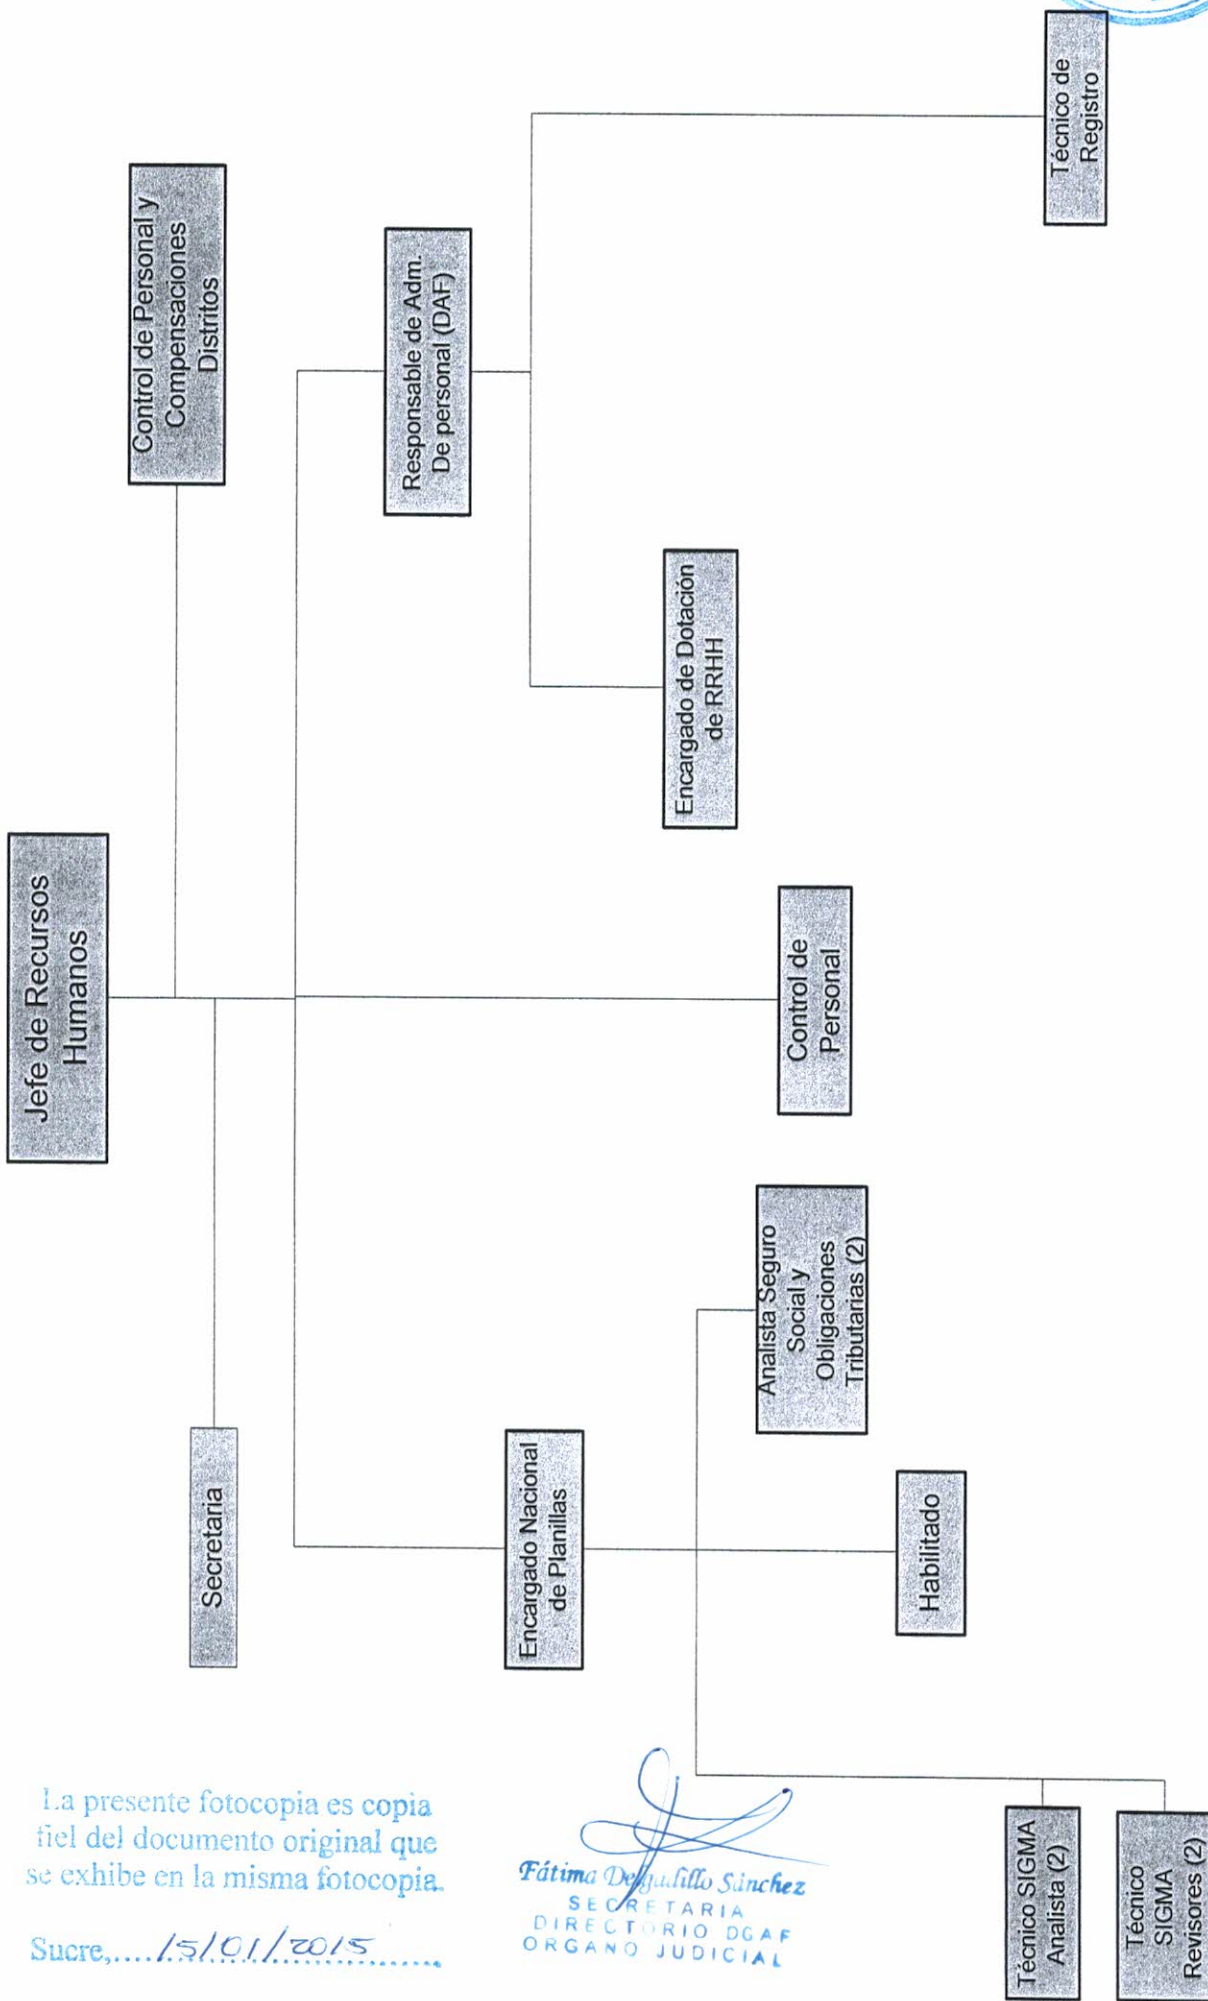 Jefe de Recursos
Humanos
Control de Personal y
Compensaciones
Distritos
Secretaria
Responsable de Adm.
De personal (DAF)
Encargado Nacional
de Planillas
Encargado de Dotación
de RRHH
Control de
Personal
Analista Seguro
Social y
Obligaciones
Tributarias (2)
Habilitado
Técnico de
Registro
Técnico SIGMA
Analista (2)
Técnico
SIGMA
Revisores (2)
La presente fotocopia es copia
fiel del documento original que
se exhibe en la misma fotocopia.
Sucre,....15/01/2015..........
Fátima Delgadillo Sánchez
SECRETARIA
DIRECTORIO DGAF
ORGANO JUDICIAL